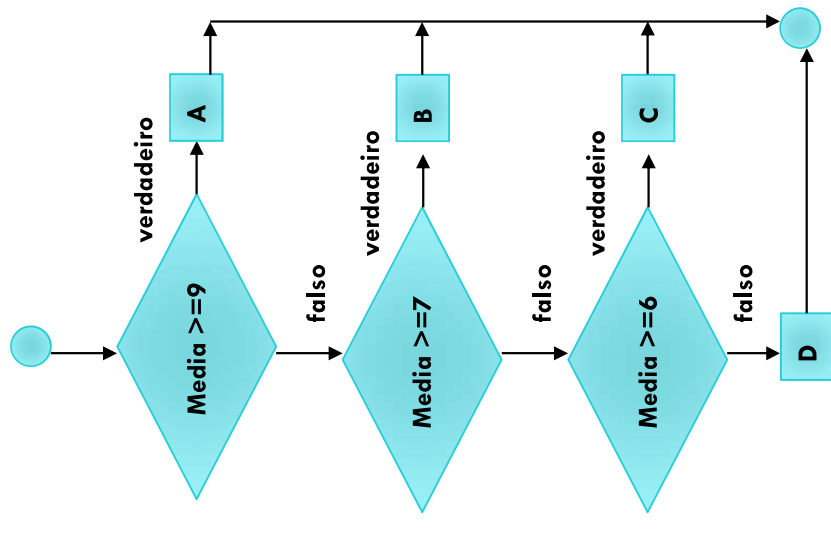 Media >=9
verdadeiro
A
falso
Media >=7
verdadeiro
B
falso
Media >=6
verdadeiro
C
falso
D